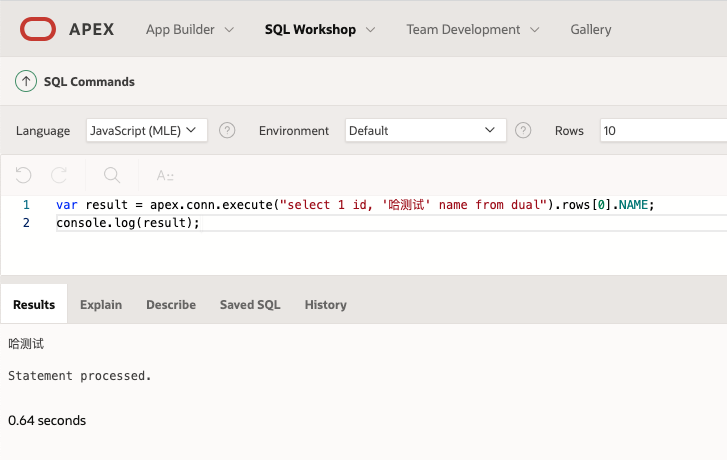 APEX App Builder SQL Workshop Team Development Gallery
SQL Commands
Language JavaScript (MLE) ? Environment Default ? Rows 10
A::
1 var result = apex.conn.execute("select 1 id, '哈测试' name from dual").rows[0].NAME;
2 console.log(result);
Results Explain Describe Saved SQL History
哈测试
Statement processed.
0.64 seconds